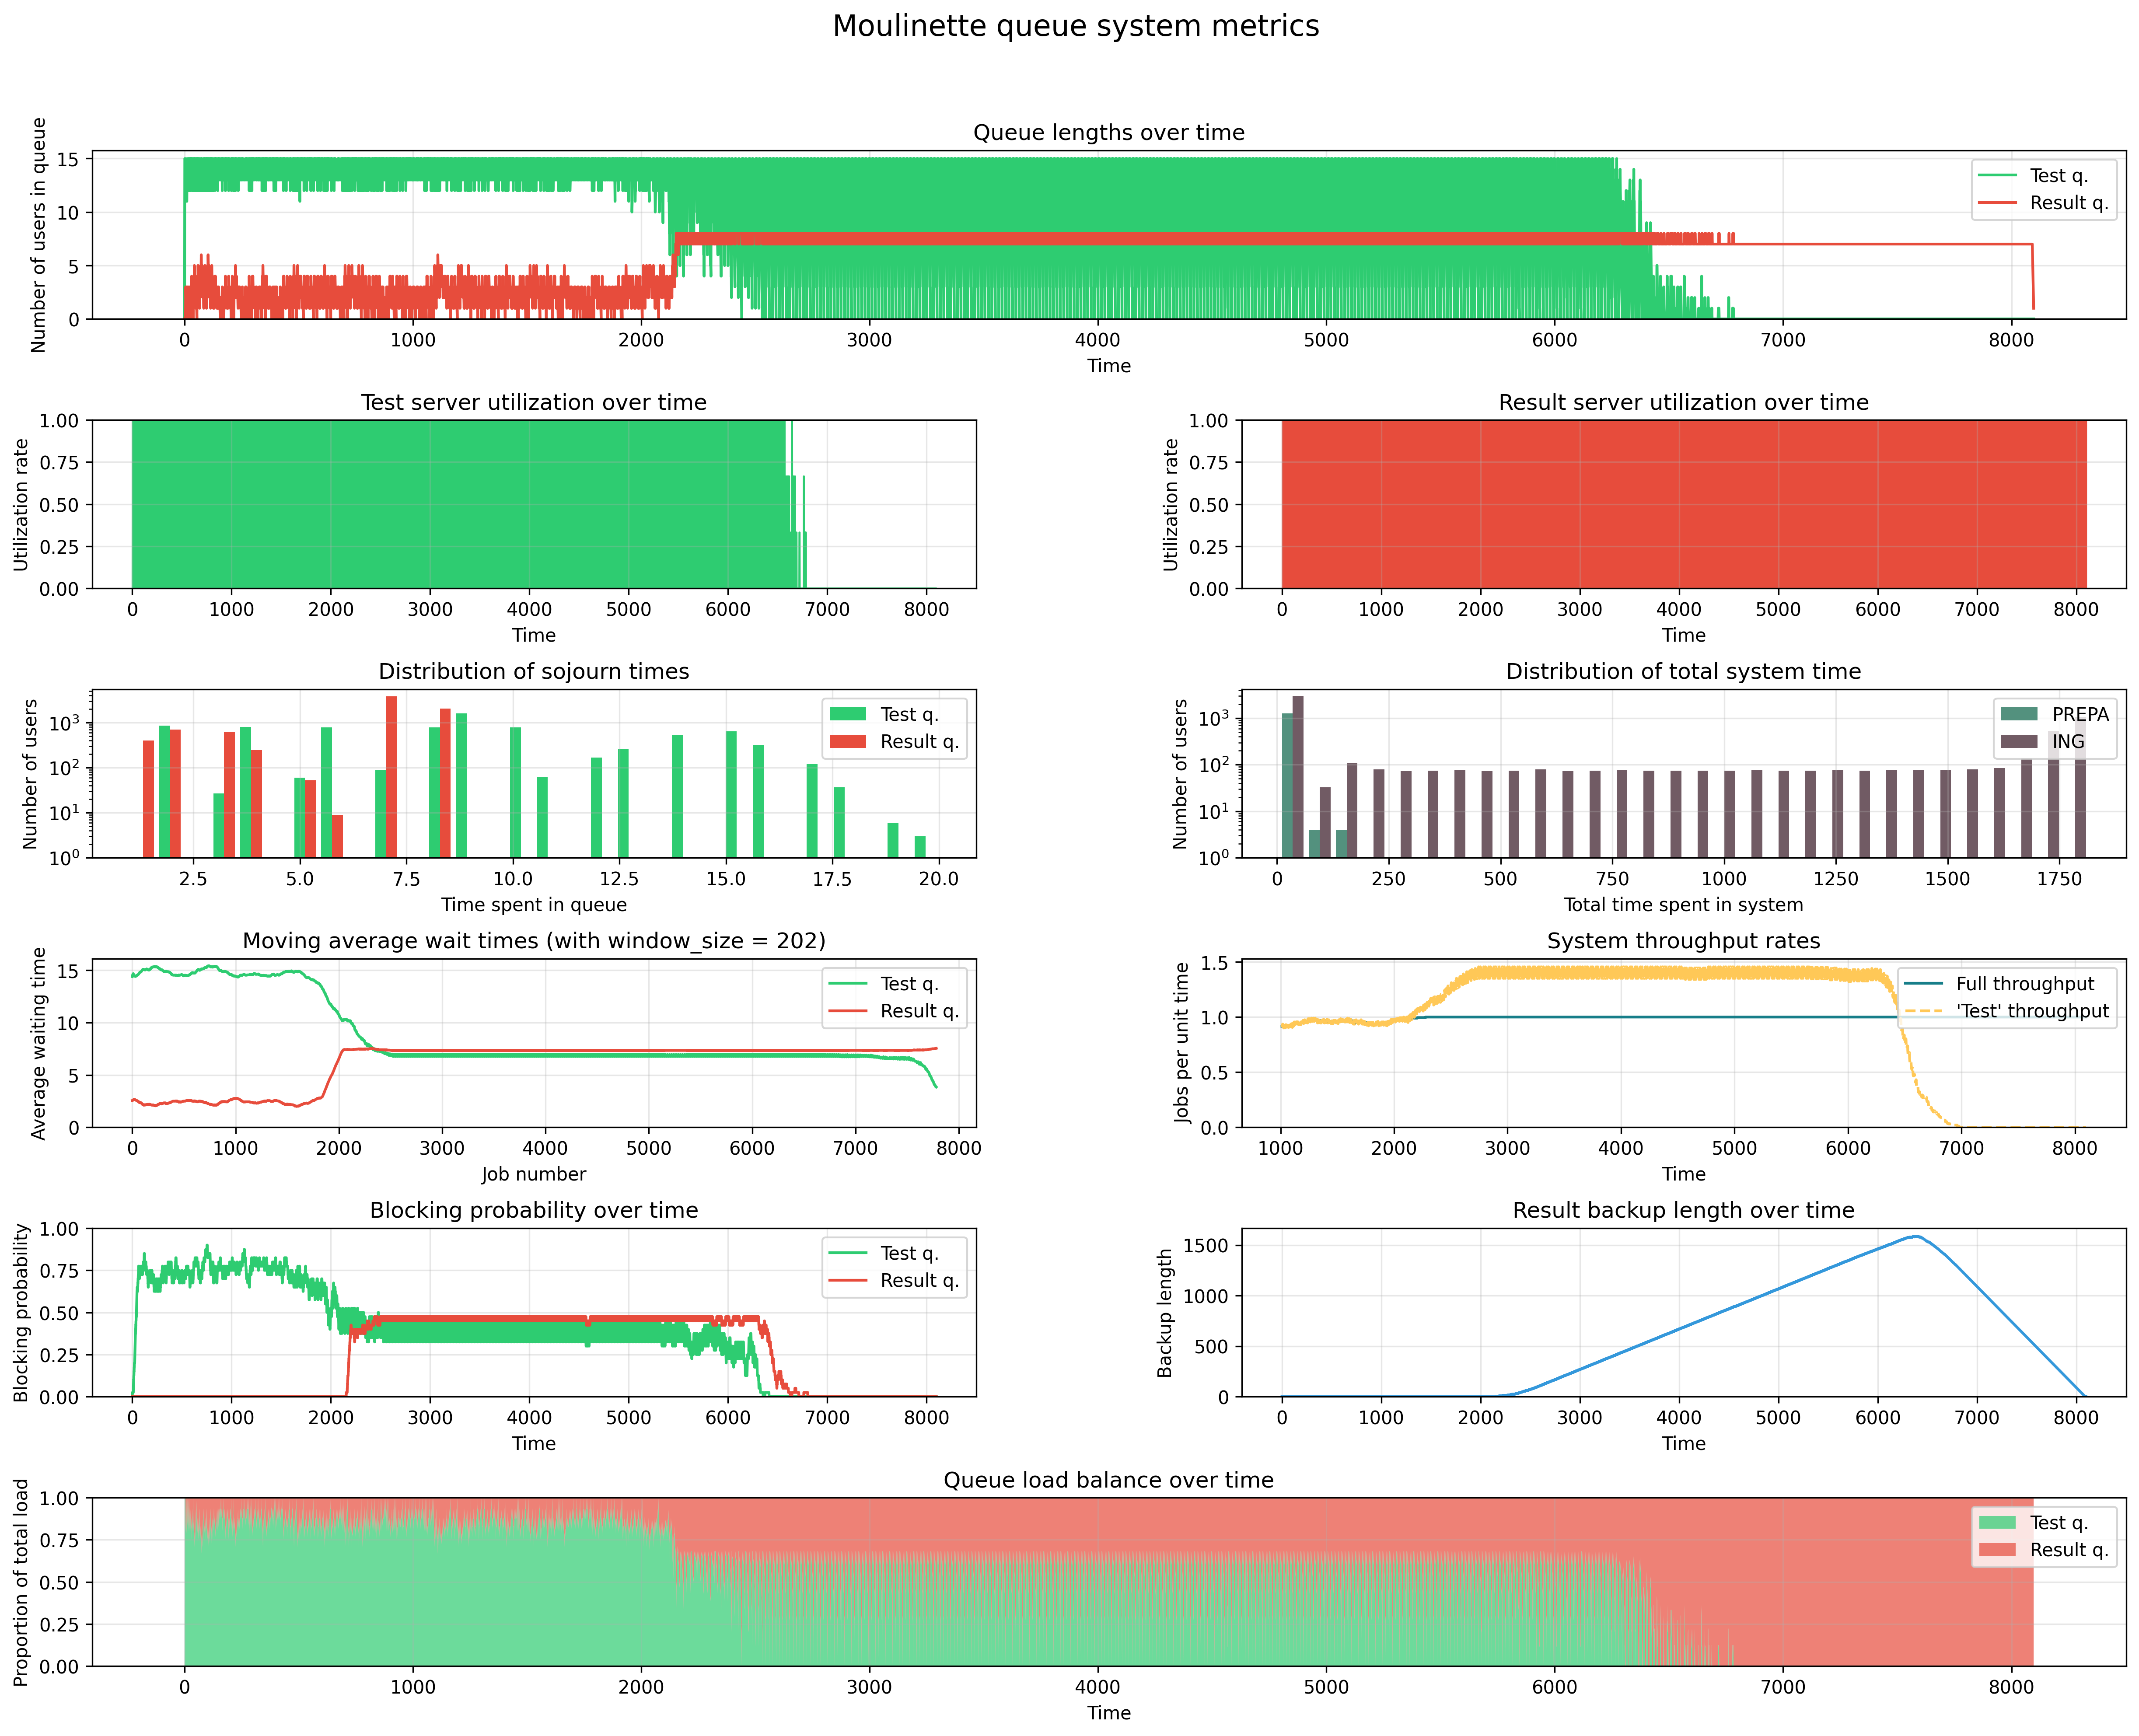 Moulinette queue system metrics
Queue lengths over time
Number of users in queue
15
10
5
0
Test q.
Result q.
0 1000 2000 3000 4000 5000 6000 7000 8000
Time
Test server utilization over time
Utilization rate
1.00
0.75
0.50
0.25
0.00
0 1000 2000 3000 4000 5000 6000 7000 8000
Time
Result server utilization over time
Utilization rate
1.00
0.75
0.50
0.25
0.00
0 1000 2000 3000 4000 5000 6000 7000 8000
Time
Distribution of sojourn times
Number of users
10³
10²
10¹
10⁰
Test q.
Result q.
2.5 5.0 7.5 10.0 12.5 15.0 17.5 20.0
Time spent in queue
Distribution of total system time
Number of users
10³
10²
10¹
10⁰
PREPA
ING
0 250 500 750 1000 1250 1500 1750
Total time spent in system
Moving average wait times (with window_size = 202)
Average waiting time
15
10
5
0
Test q.
Result q.
0 1000 2000 3000 4000 5000 6000 7000 8000
Job number
System throughput rates
Jobs per unit time
1.5
1.0
0.5
0.0
Full throughput
'Test' throughput
1000 2000 3000 4000 5000 6000 7000 8000
Time
Blocking probability over time
Blocking probability
1.00
0.75
0.50
0.25
0.00
Test q.
Result q.
0 1000 2000 3000 4000 5000 6000 7000 8000
Time
Result backup length over time
Backup length
1500
1000
500
0
0 1000 2000 3000 4000 5000 6000 7000 8000
Time
Queue load balance over time
Proportion of total load
1.00
0.75
0.50
0.25
0.00
Test q.
Result q.
0 1000 2000 3000 4000 5000 6000 7000 8000
Time